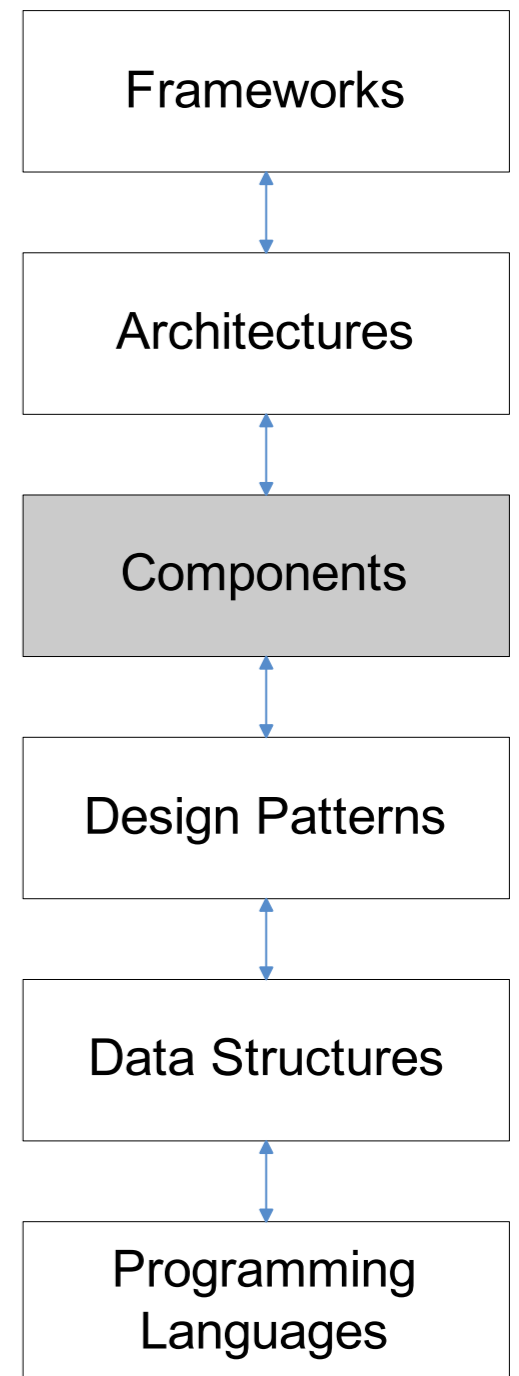 Frameworks
Architectures
Components
Design Patterns
Data Structures
Programming
Languages